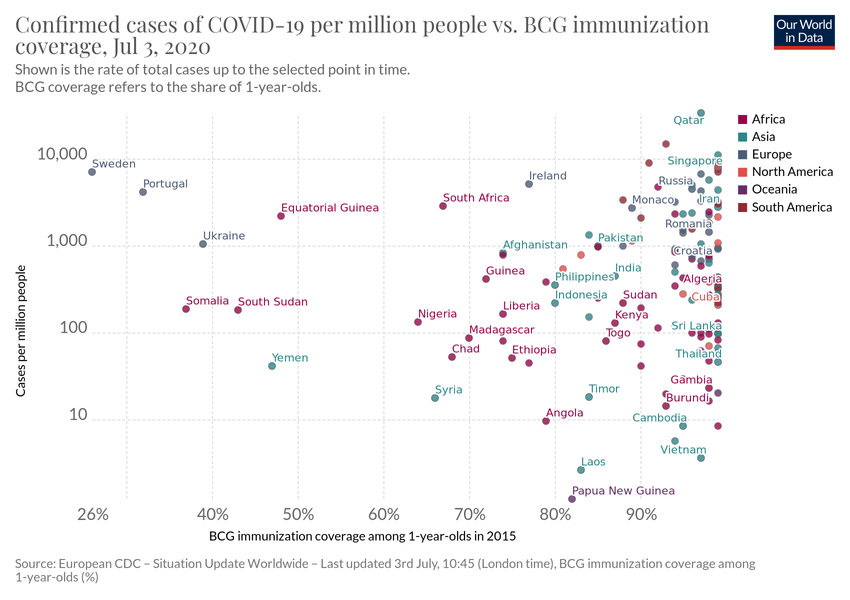 Confirmed cases of COVID-19 per million people vs. BCG immunization
coverage, Jul 3, 2020
Our World
in Data
Shown is the rate of total cases up to the selected point in time.
BCG coverage refers to the share of 1-year-olds.
Qatar
Africa
Asia
Europe
North America
Oceania
South America
10,000
Sweden
Singapore
Portugal
Ireland
Russia
Equatorial Guinea
South Africa
Monaco
Iran
Romania
1,000
Ukraine
Afghanistan
Pakistan
Croatia
Guinea
Philippines
India
Algeria
Somalia
South Sudan
Liberia
Indonesia
Sudan
Cuba
Nigeria
Kenya
100
Madagascar
Togo
Sri Lanka
Chad
Ethiopia
Thailand
Yemen
Syria
Timor
Gambia
Burundi
10
Angola
Cambodia
Vietnam
Laos
Papua New Guinea
Cases per million people
26%
40%
50%
60%
70%
80%
90%
BCG immunization coverage among 1-year-olds in 2015
Source: European CDC – Situation Update Worldwide – Last updated 3rd July, 10:45 (London time), BCG immunization coverage among
1-year-olds (%)